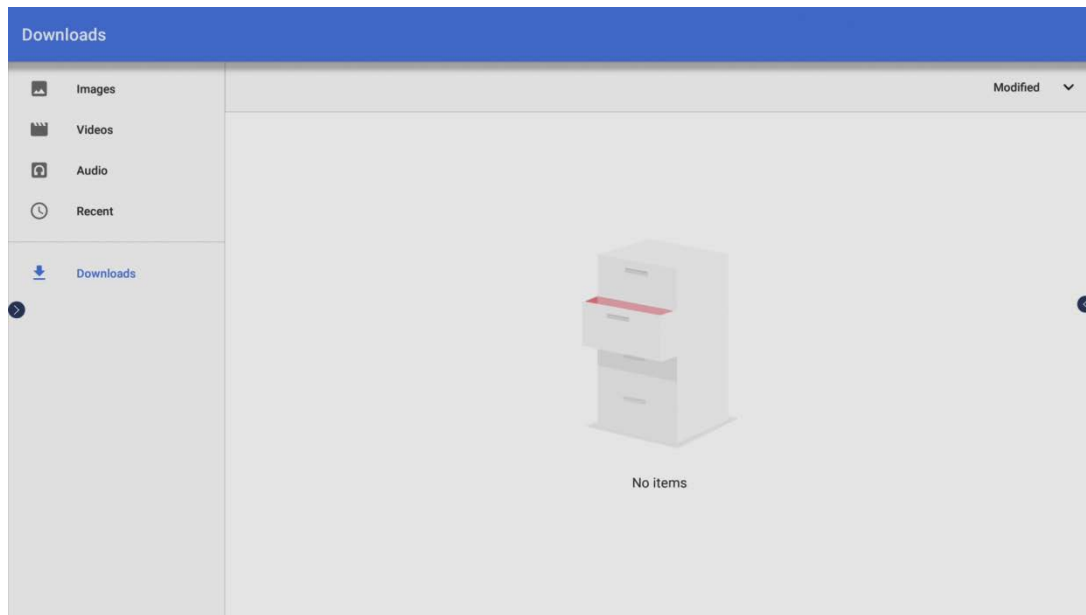 Downloads
Images
Videos
Audio
Recent
Downloads
Modified
No items